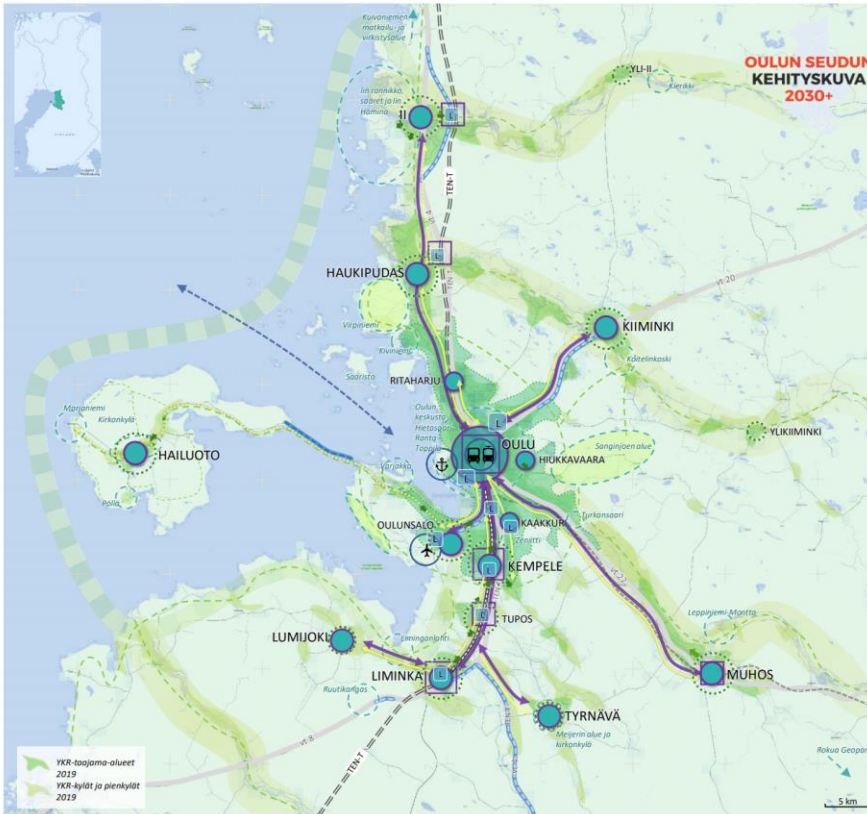 Kuivaniemen
matkailu- ja
virkistysalue
OULUN SEUDUN
KEHITYSKUVA
2030+
YLI-II
Kierikki
Iin rannikko,
saaret ja Iin
Hamina
II
L
TEN-T
TEN-T
HAUKIPUDAS
L
vt 20
KIIMINKI
Virpiniemi
Kiviniemi
Koitelinkoski
Saaristo
RITAHARJU
Marjaniemi
Kirkonkylä
Oulun
keskusta
Hietasaari
Ranta
Toppila
L
OULU
YLIKIIMINKI
Sanginjoen alue
HAILUOTO
HIUKKAVAARA
Varjakka
L
Pöllä
L
Turkansaari
OULUNSALO
KAAKKURI
L
L
Zeniitti
KEMPELE
L
vt 22
Leppiniemi-Montta
L
TUPOS
LUMIJOKI
Liminganlahti
LIMINKA
L
MUHOS
Ruutikangas
TYRNÄVÄ
vt 8
TEN-T
Meijerin alue ja
kirkonkylä
Rokua Geopark
YKR-taajama-alueet
2019
YKR-kylät ja pienkylät
2019
5 km